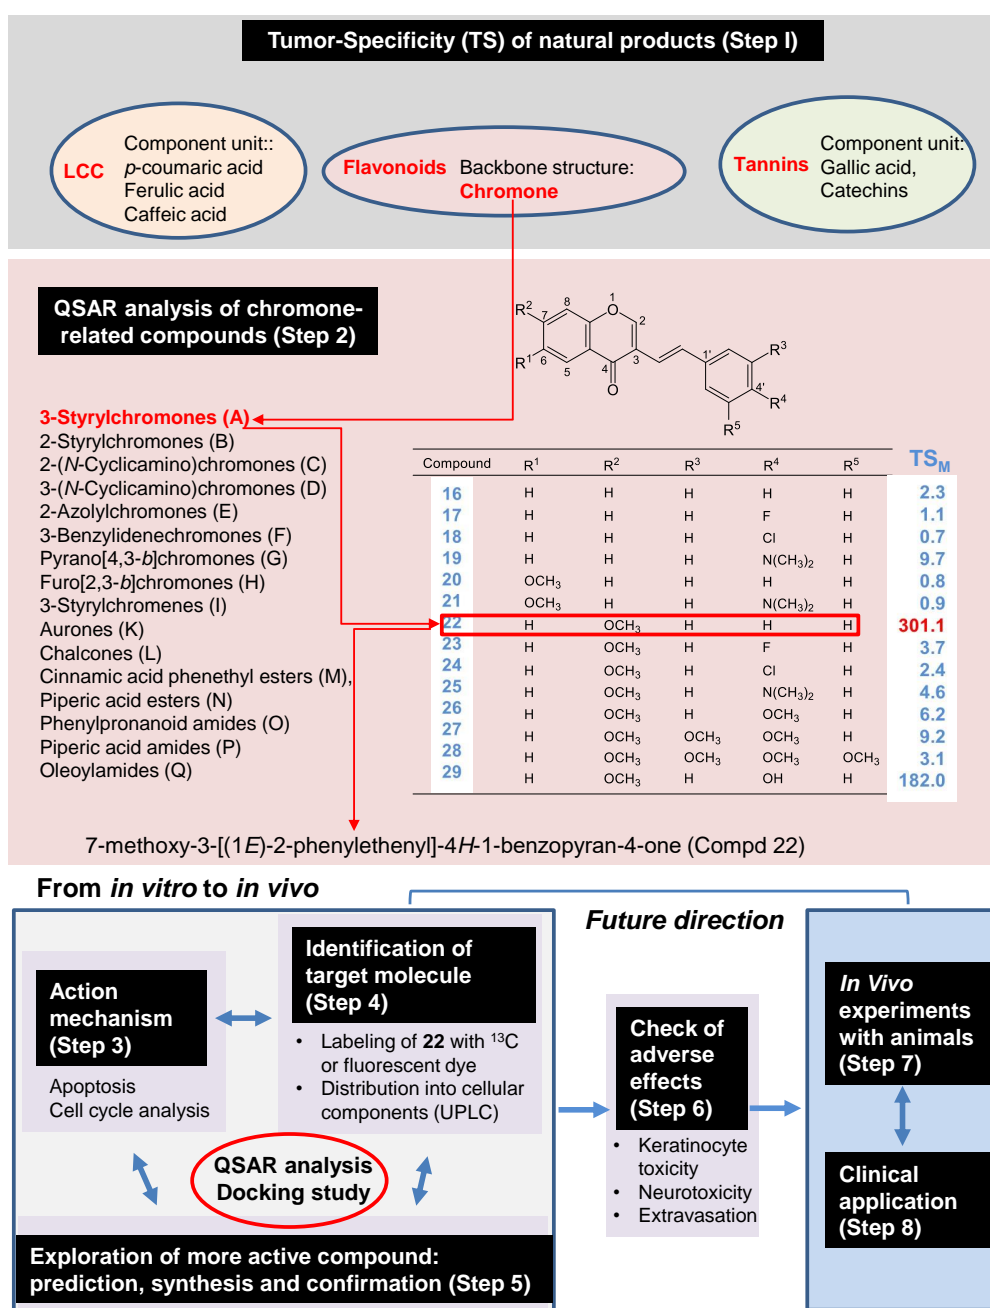 Tumor-Specificity (TS) of natural products (Step I)
LCC
Component unit::
p-coumaric acid
Ferulic acid
Caffeic acid
Flavonoids
Backbone structure:
Chromone
Tannins
Component unit:
Gallic acid,
Catechins
QSAR analysis of chromone-
related compounds (Step 2)
R²
8
O
1
7
2
R¹
6
5
4
3
O
1'
R³
4'
R⁴
R⁵
3-Styrylchromones (A)
2-Styrylchromones (B)
2-(N-Cyclicamino)chromones (C)
3-(N-Cyclicamino)chromones (D)
2-Azolylchromones (E)
3-Benzylidenechromones (F)
Pyrano[4,3-b]chromones (G)
Furo[2,3-b]chromones (H)
3-Styrylchromenes (I)
Aurones (K)
Chalcones (L)
Cinnamic acid phenethyl esters (M),
Piperic acid esters (N)
Phenylpronanoid amides (O)
Piperic acid amides (P)
Oleoylamides (Q)
Compound R¹ R² R³ R⁴ R⁵ TSM
16 H H H H H 2.3
17 H H H F H 1.1
18 H H H Cl H 0.7
19 H H H N(CH₃)₂ H 9.7
20 OCH₃ H H H H 0.8
21 OCH₃ H H N(CH₃)₂ H 0.9
22 H OCH₃ H H H 301.1
23 H OCH₃ H F H 3.7
24 H OCH₃ H Cl H 2.4
25 H OCH₃ H N(CH₃)₂ H 4.6
26 H OCH₃ H OCH₃ H 6.2
27 H OCH₃ OCH₃ OCH₃ H 9.2
28 H OCH₃ OCH₃ OCH₃ OCH₃ 3.1
29 H OCH₃ H OH H 182.0
7-methoxy-3-[(1E)-2-phenylethenyl]-4H-1-benzopyran-4-one (Compd 22)
From in vitro to in vivo
Action
mechanism
(Step 3)
Apoptosis
Cell cycle analysis
Identification of
target molecule
(Step 4)
• Labeling of 22 with ¹³C
or fluorescent dye
• Distribution into cellular
components (UPLC)
QSAR analysis
Docking study
Exploration of more active compound:
prediction, synthesis and confirmation (Step 5)
Future direction
Check of
adverse
effects
(Step 6)
• Keratinocyte
toxicity
• Neurotoxicity
• Extravasation
In Vivo
experiments
with animals
(Step 7)
Clinical
application
(Step 8)